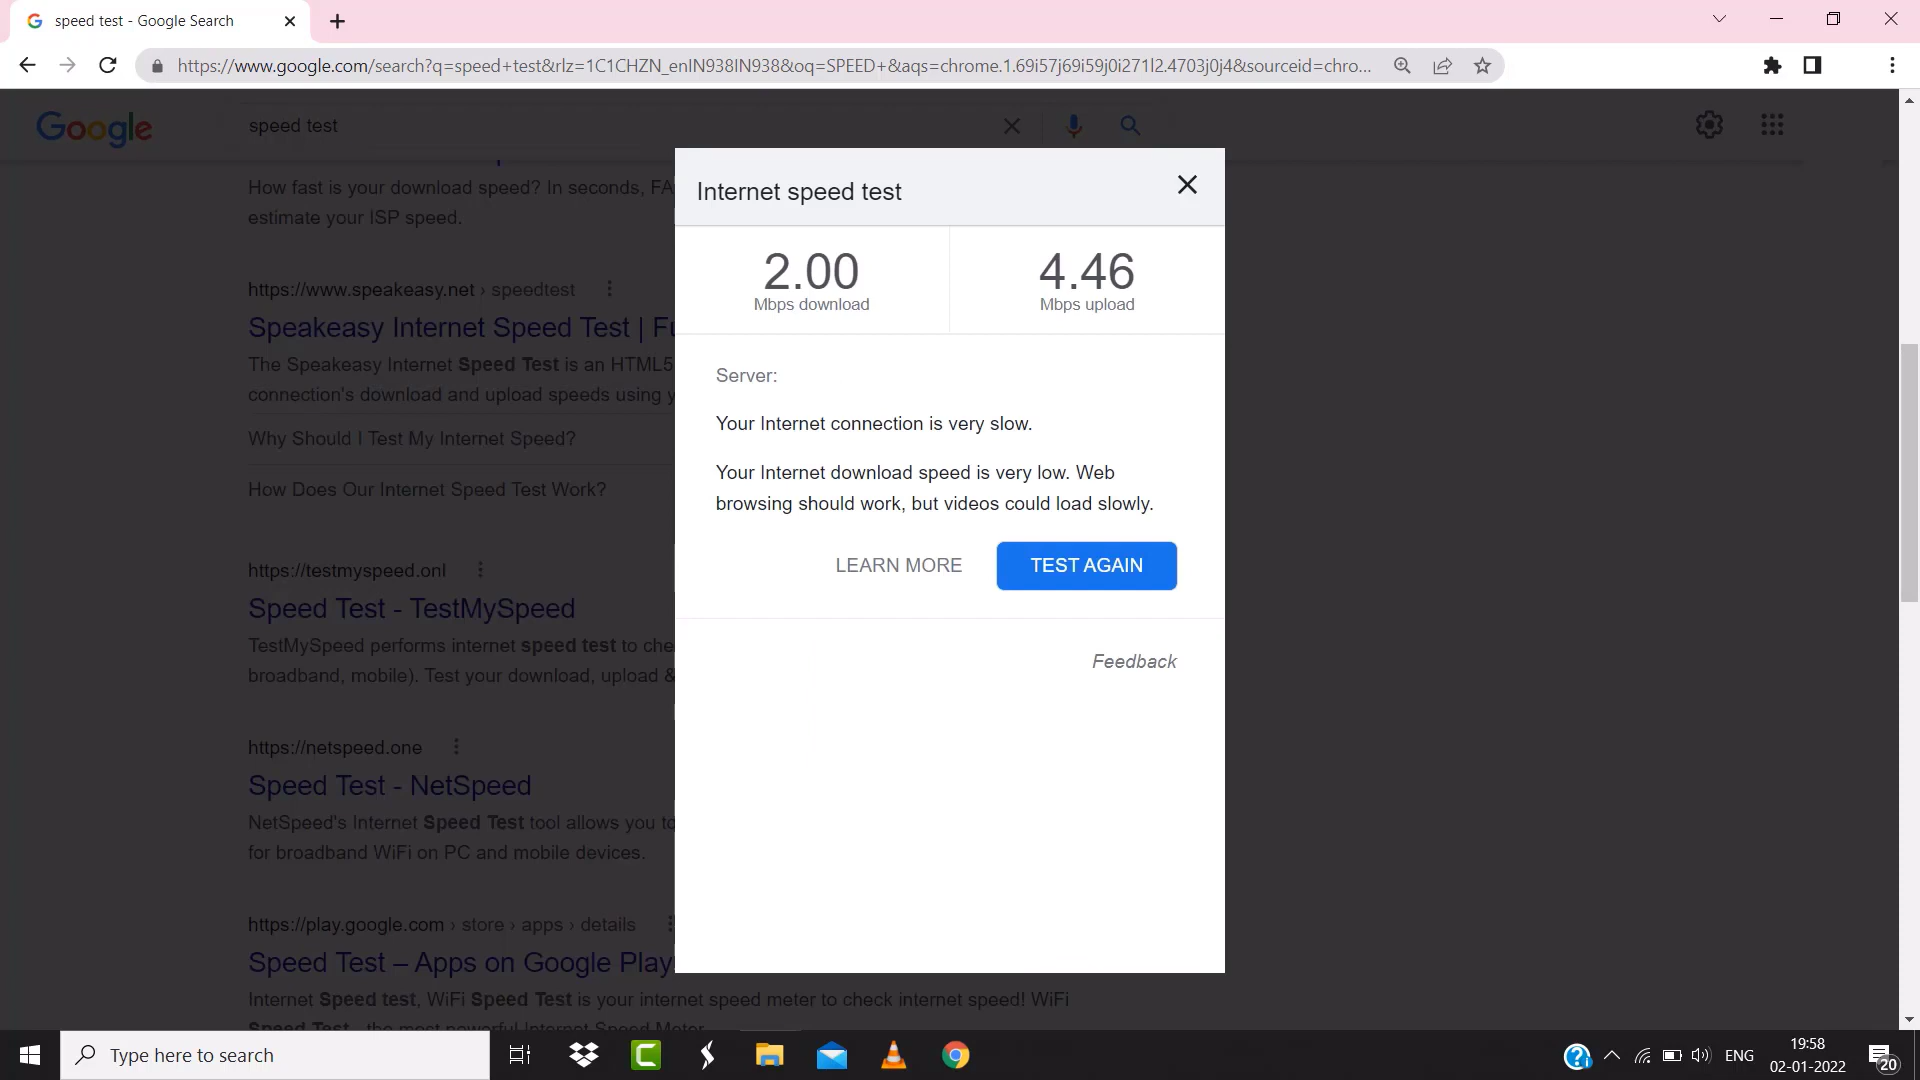 speed test - Google Search
https://www.google.com/search?q=speed+test&rlz=1C1CHZN_enIN938IN938&oq=SPEED+&aqs=chrome.1.69i57j69i59j0i271l2.4703j0j4&sourceid=chro...
Google
speed test
How fast is your download speed? In seconds, FA
estimate your ISP speed.
https://www.speakeasy.net › speedtest
Speakeasy Internet Speed Test | Fu
The Speakeasy Internet Speed Test is an HTML5
connection's download and upload speeds using y
Why Should I Test My Internet Speed?
How Does Our Internet Speed Test Work?
https://testmyspeed.onl
Speed Test - TestMySpeed
TestMySpeed performs internet speed test to che
broadband, mobile). Test your download, upload &
https://netspeed.one
Speed Test - NetSpeed
NetSpeed's Internet Speed Test tool allows you to
for broadband WiFi on PC and mobile devices.
https://play.google.com › store › apps › details
Speed Test – Apps on Google Play
Internet Speed test, WiFi Speed Test is your internet speed meter to check internet speed! WiFi
Speed Test - the most powerful Internet Speed Meter
Internet speed test
2.00
Mbps download
4.46
Mbps upload
Server:
Your Internet connection is very slow.
Your Internet download speed is very low. Web
browsing should work, but videos could load slowly.
LEARN MORE
TEST AGAIN
Feedback
Type here to search
ENG
19:58
02-01-2022
20